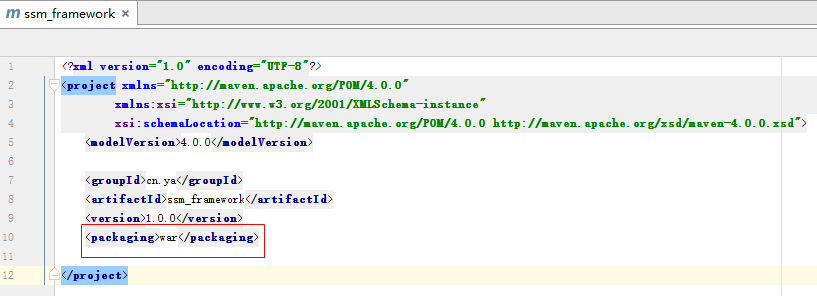 m ssm_framework ×
1 <?xml version="1.0" encoding="UTF-8"?>
2 <project xmlns="http://maven.apache.org/POM/4.0.0"
3 xmlns:xsi="http://www.w3.org/2001/XMLSchema-instance"
4 xsi:schemaLocation="http://maven.apache.org/POM/4.0.0 http://maven.apache.org/xsd/maven-4.0.0.xsd">
5 <modelVersion>4.0.0</modelVersion>
6
7 <groupId>cn.ya</groupId>
8 <artifactId>ssm_framework</artifactId>
9 <version>1.0.0</version>
10 <packaging>war</packaging>
11
12 </project>